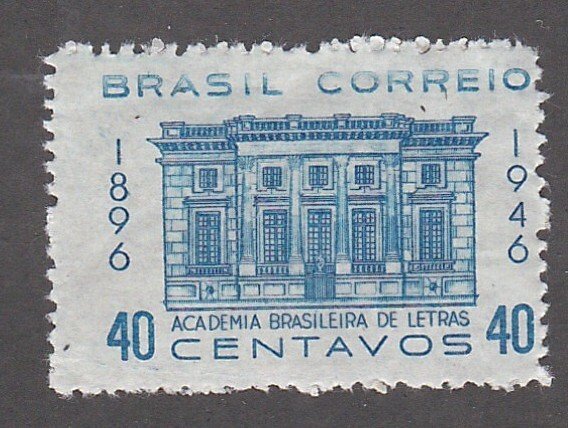 BRASIL CORREIO
1896
1946
ACADEMIA BRASILEIRA DE LETRAS
40 CENTAVOS 40